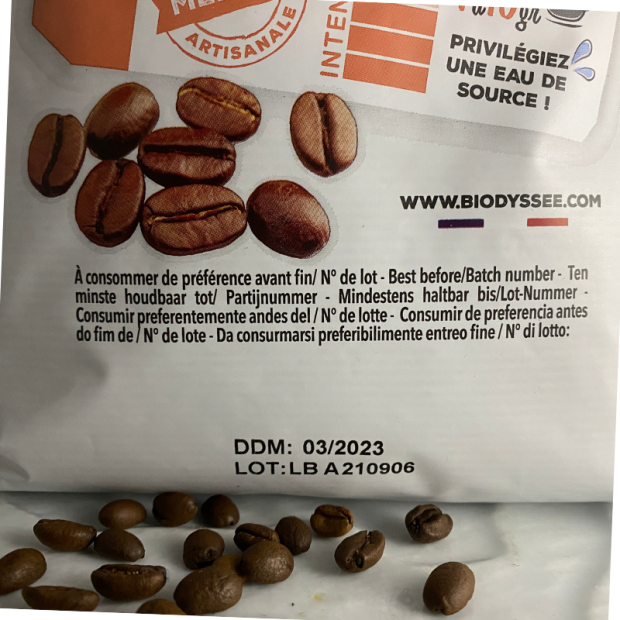 ARTISANALE
INTEN
PRIVILÉGIEZ
UNE EAU DE
SOURCE !
WWW.BIODYSSEE.COM
À consommer de préférence avant fin/ N° de lot - Best before/Batch number - Ten
minste houdbaar tot/ Partijnummer - Mindestens haltbar bis/Lot-Nummer -
Consumir preferentemente andes del / N° de lotte - Consumir de preferencia antes
do fim de / N° de lote - Da consurmarsi preferibilimente entreo fine / N° di lotto:
DDM: 03/2023
LOT:LB A210906